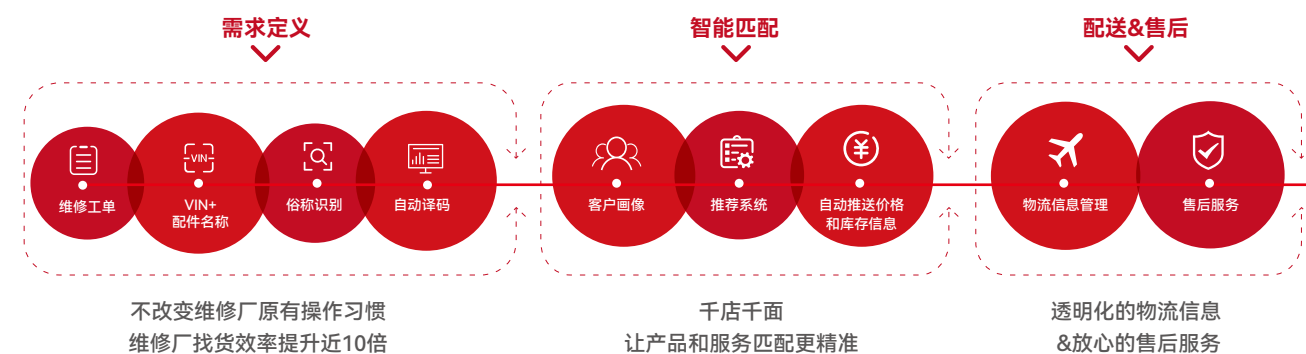 需求定义
智能匹配
配送&售后
VIN
维修工单
VIN+
配件名称
俗称识别
自动译码
客户画像
推荐系统
自动推送价格
和库存信息
物流信息管理
售后服务
不改变维修厂原有操作习惯
维修厂找货效率提升近10倍
千店千面
让产品和服务匹配更精准
透明化的物流信息
&放心的售后服务